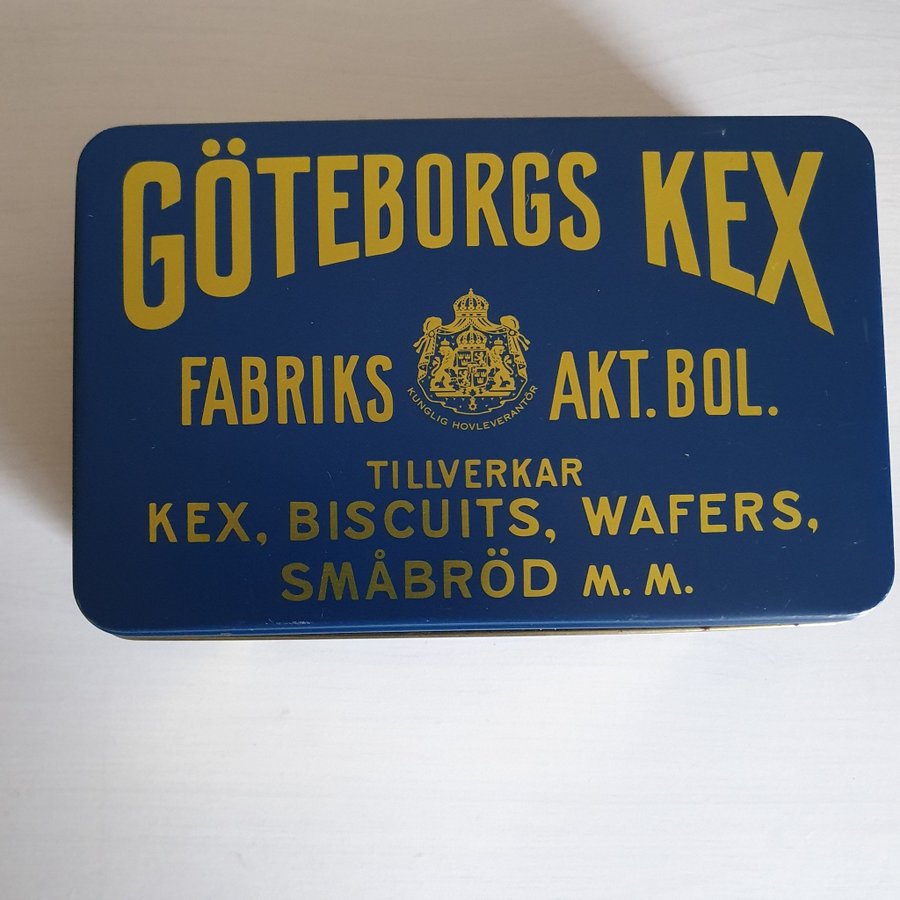 GÖTEBORGS KEX
FABRIKS AKT. BOL.
KUNGLIG HOVLEVERANTÖR
TILLVERKAR
KEX, BISCUITS, WAFERS,
SMÅBRÖD M. M.